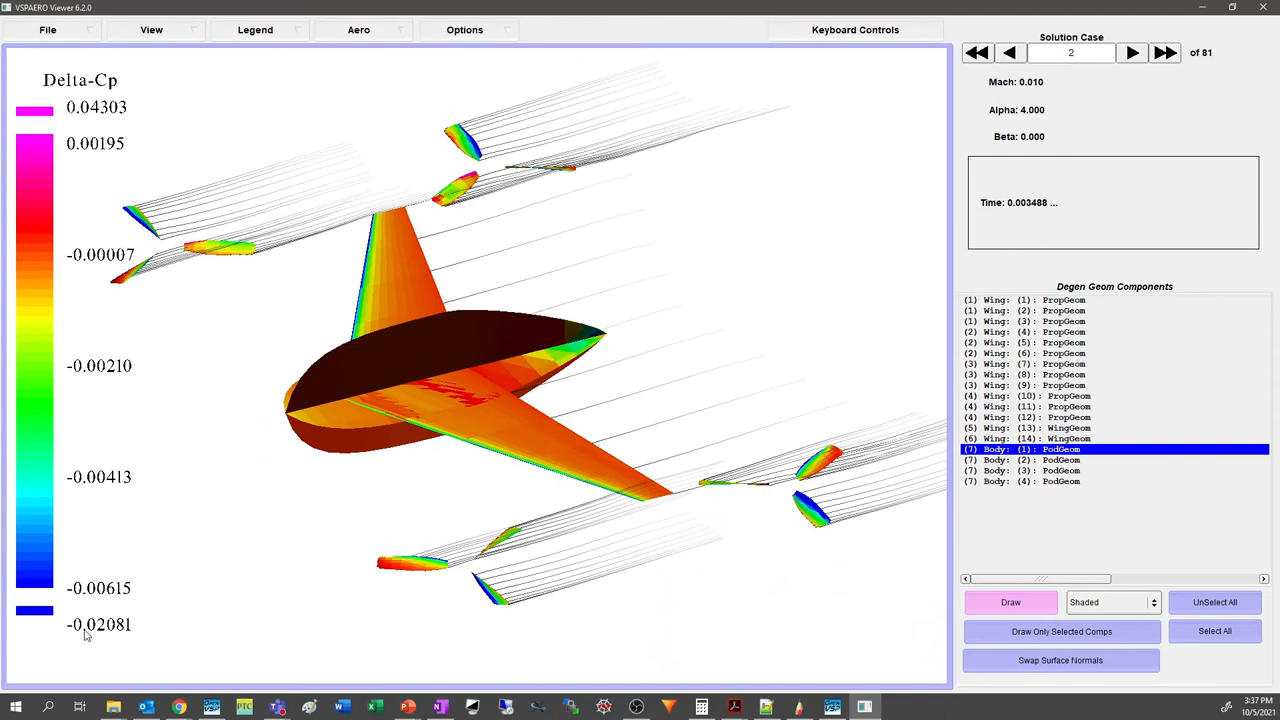 VSPAERO Viewer 6.2.0
File View Legend Aero Options Keyboard Controls
Delta-Cp
0.04303
0.00195
-0.00007
-0.00210
-0.00413
-0.00615
-0.02081
Solution Case
2 of 81
Mach: 0.010
Alpha: 4.000
Beta: 0.000
Time: 0.003488 ...
Degen Geom Components
(1) Wing: (1): PropGeom
(1) Wing: (2): PropGeom
(1) Wing: (3): PropGeom
(2) Wing: (4): PropGeom
(2) Wing: (5): PropGeom
(2) Wing: (6): PropGeom
(3) Wing: (7): PropGeom
(3) Wing: (8): PropGeom
(3) Wing: (9): PropGeom
(4) Wing: (10): PropGeom
(4) Wing: (11): PropGeom
(4) Wing: (12): PropGeom
(5) Wing: (13): WingGeom
(6) Wing: (14): WingGeom
(7) Body: (1): PodGeom
(7) Body: (2): PodGeom
(7) Body: (3): PodGeom
(7) Body: (4): PodGeom
Draw Shaded UnSelect All
Draw Only Selected Comps Select All
Swap Surface Normals
PTC
3:37 PM
10/5/2021